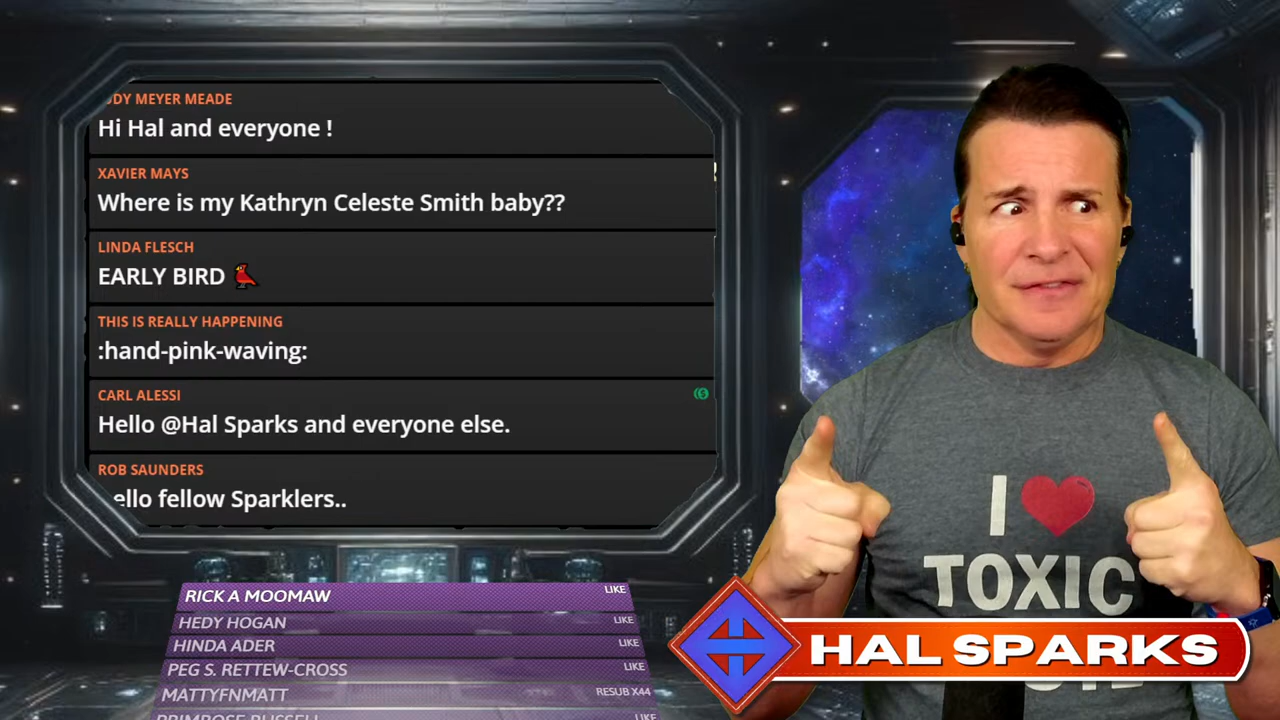 DY MEYER MEADE
Hi Hal and everyone !
XAVIER MAYS
Where is my Kathryn Celeste Smith baby??
LINDA FLESCH
EARLY BIRD
THIS IS REALLY HAPPENING
:hand-pink-waving:
CARL ALESSI
Hello @Hal Sparks and everyone else.
ROB SAUNDERS
ello fellow Sparklers..
RICK A MOOMAW LIKE
HEDY HOGAN LIKE
HINDA ADER LIKE
PEG S. RETTEW-CROSS LIKE
MATTYFNMATT RESUB X44
PRIMROSE RUSSELL LIKE
I
TOXIC
HAL SPARKS